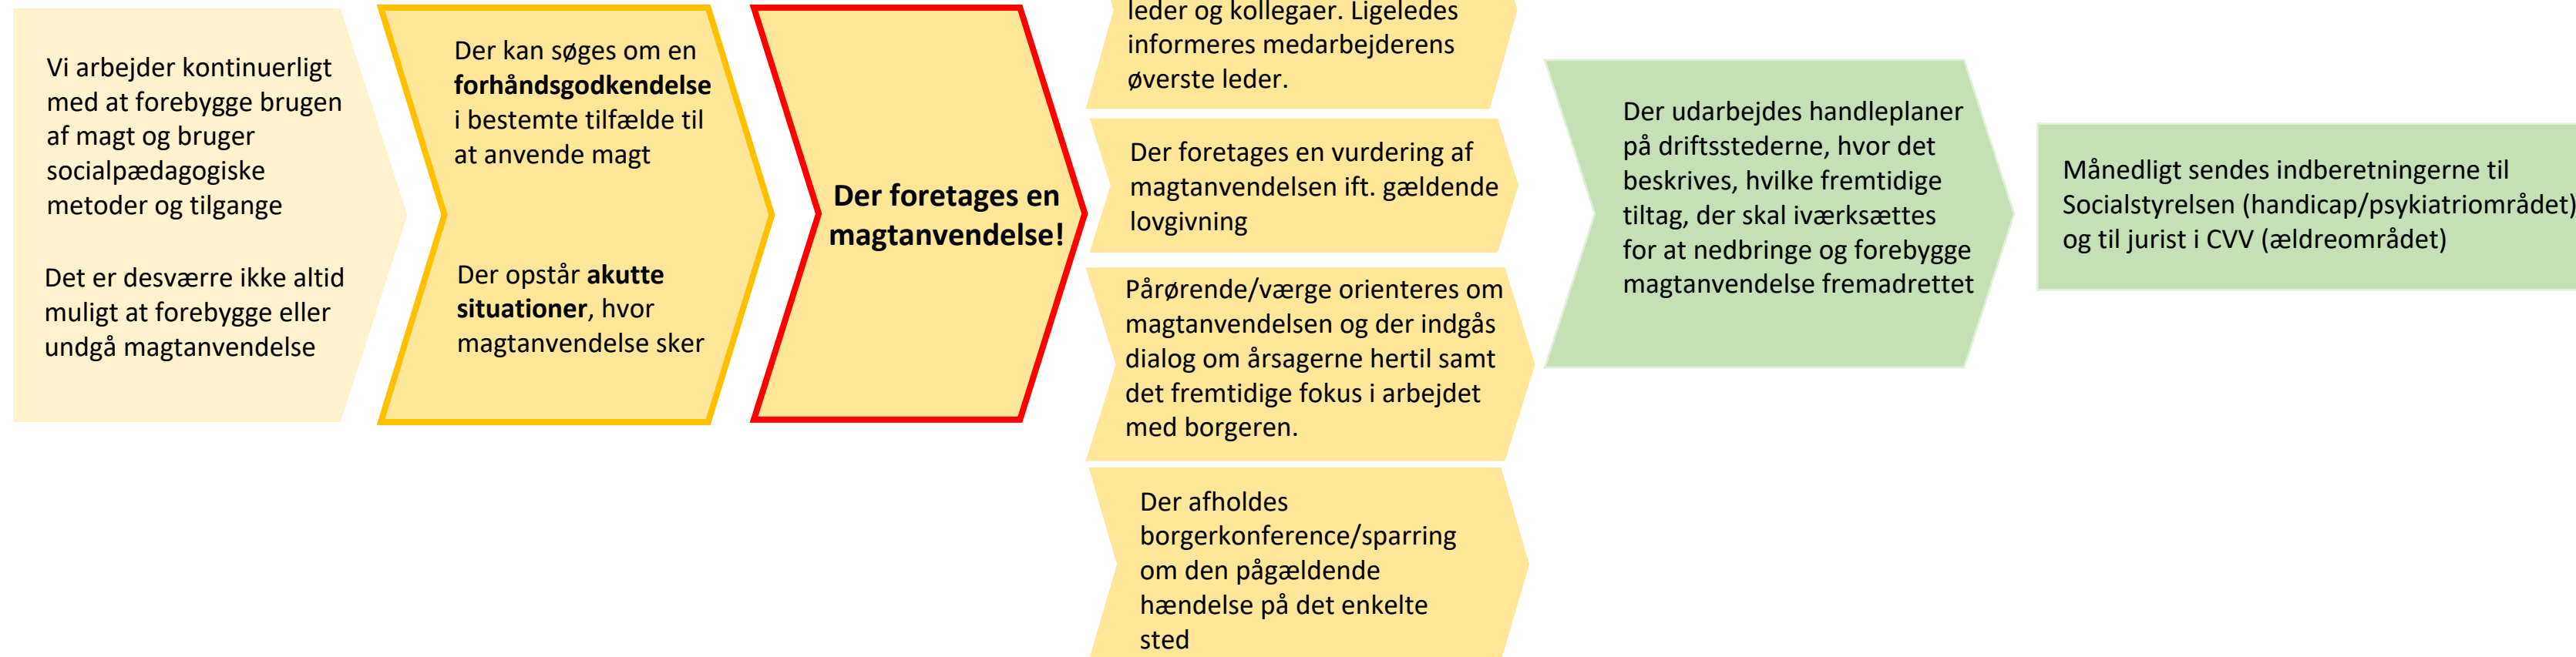 Vi arbejder kontinuerligt
med at forebygge brugen
af magt og bruger
socialpædagogiske
metoder og tilgange
Det er desværre ikke altid
muligt at forebygge eller
undgå magtanvendelse
Der kan søges om en
forhåndsgodkendelse
i bestemte tilfælde til
at anvende magt
Der opstår akutte
situationer, hvor
magtanvendelse sker
Der foretages en
magtanvendelse!
leder og kollegaer. Ligeledes
informeres medarbejderens
øverste leder.
Der foretages en vurdering af
magtanvendelsen ift. gældende
lovgivning
Pårørende/værge orienteres om
magtanvendelsen og der indgås
dialog om årsagerne hertil samt
det fremtidige fokus i arbejdet
med borgeren.
Der afholdes
borgerkonference/sparring
om den pågældende
hændelse på det enkelte
sted
Der udarbejdes handleplaner
på driftsstederne, hvor det
beskrives, hvilke fremtidige
tiltag, der skal iværksættes
for at nedbringe og forebygge
magtanvendelse fremadrettet
Månedligt sendes indberetningerne til
Socialstyrelsen (handicap/psykiatriområdet)
og til jurist i CVV (ældreområdet)